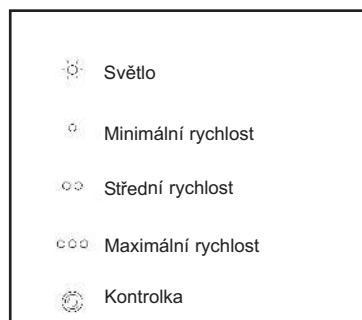 Světlo
Minimální rychlost
Střední rychlost
Maximální rychlost
Kontrolka